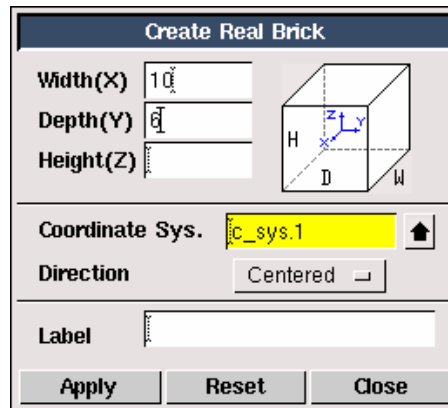 Create Real Brick
Width(X) 10
Depth(Y) 6
Height(Z)
Z
Y
X
H
D
W
Coordinate Sys. c_sys.1
Direction Centered
Label
Apply Reset Close